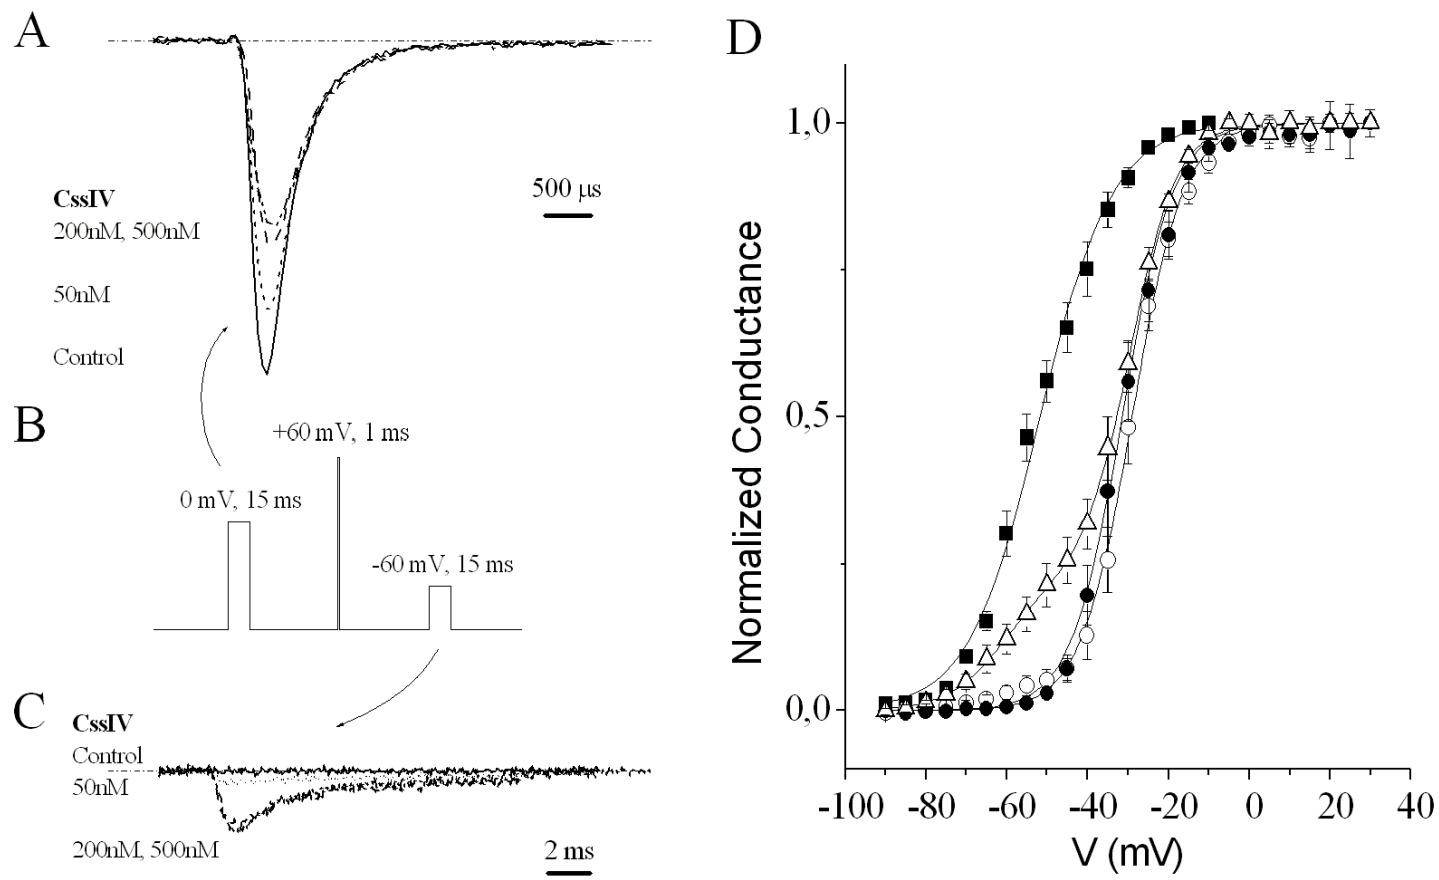 A
CssIV
200nM, 500nM
50nM
Control
500 μs
B
+60 mV, 1 ms
0 mV, 15 ms
-60 mV, 15 ms
C
CssIV
Control
50nM
200nM, 500nM
2 ms
D
Normalized Conductance
1,0
0,5
0,0
-100 -80 -60 -40 -20 0 20 40
V (mV)